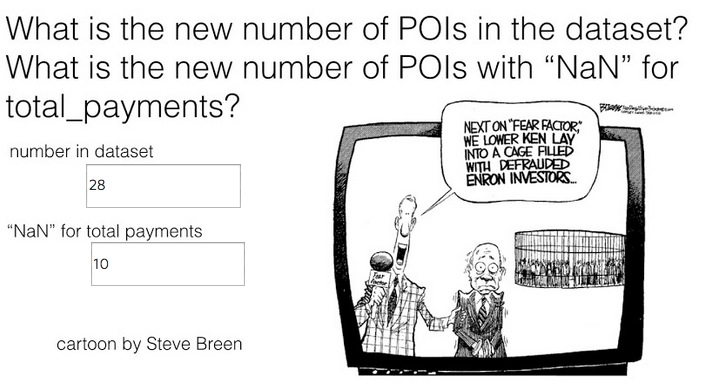 What is the new number of POIs in the dataset?
What is the new number of POIs with “NaN” for
total_payments?
number in dataset
28
“NaN” for total payments
10
cartoon by Steve Breen
NEXT ON "FEAR FACTOR,"
WE LOWER KEN LAY
INTO A CAGE FILLED
WITH DEFRAUDED
ENRON INVESTORS...
FEAR
FACTOR